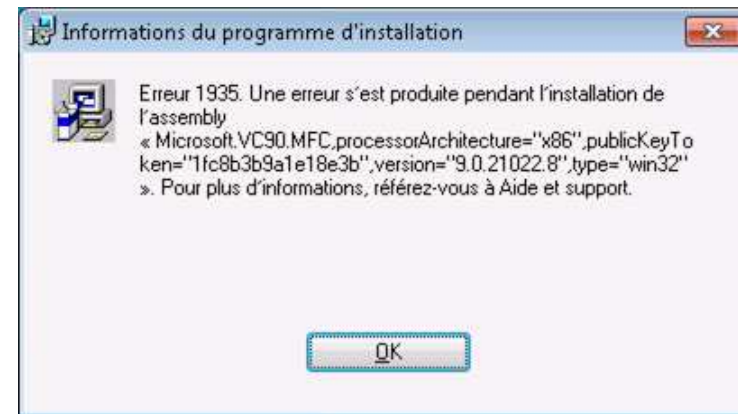 Informations du programme d'installation
Erreur 1935. Une erreur s'est produite pendant l'installation de
l'assembly
« Microsoft.VC90.MFC,processorArchitecture="x86",publicKeyTo
ken="1fc8b3b9a1e18e3b",version="9.0.21022.8",type="win32"
». Pour plus d'informations, référez-vous à Aide et support.
OK